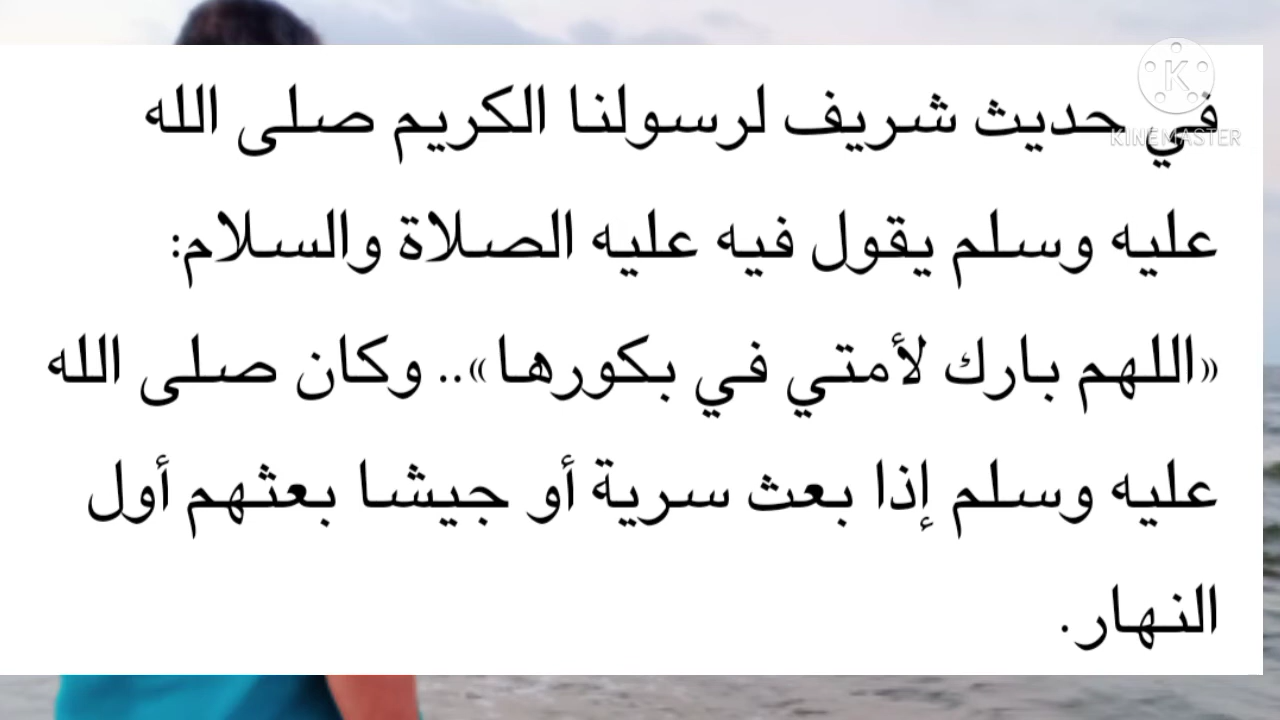 في حديث شريف لرسولنا الكريم صلى الله
عليه وسلم يقول فيه عليه الصلاة والسلام:
«اللهم بارك لأمتي في بكورها».. وكان صلى الله
عليه وسلم إذا بعث سرية أو جيشا بعثهم أول
النهار.
KINEMASTER